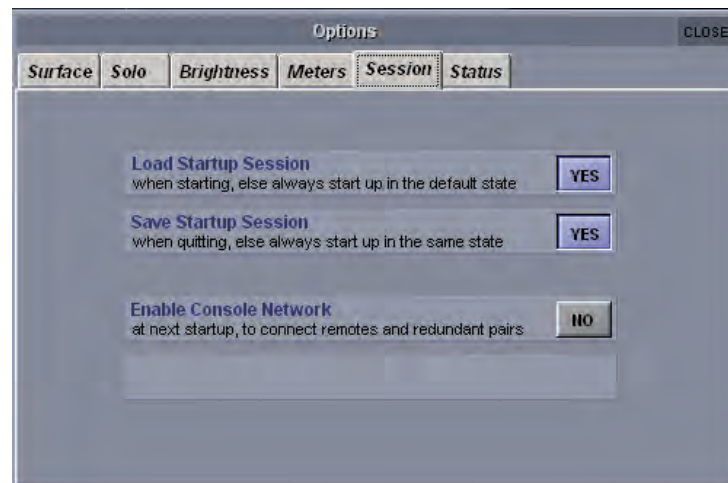 Options
CLOSE
Surface Solo Brightness Meters Session Status
Load Startup Session
when starting, else always start up in the default state
YES
Save Startup Session
when quitting, else always start up in the same state
YES
Enable Console Network
at next startup, to connect remotes and redundant pairs
NO